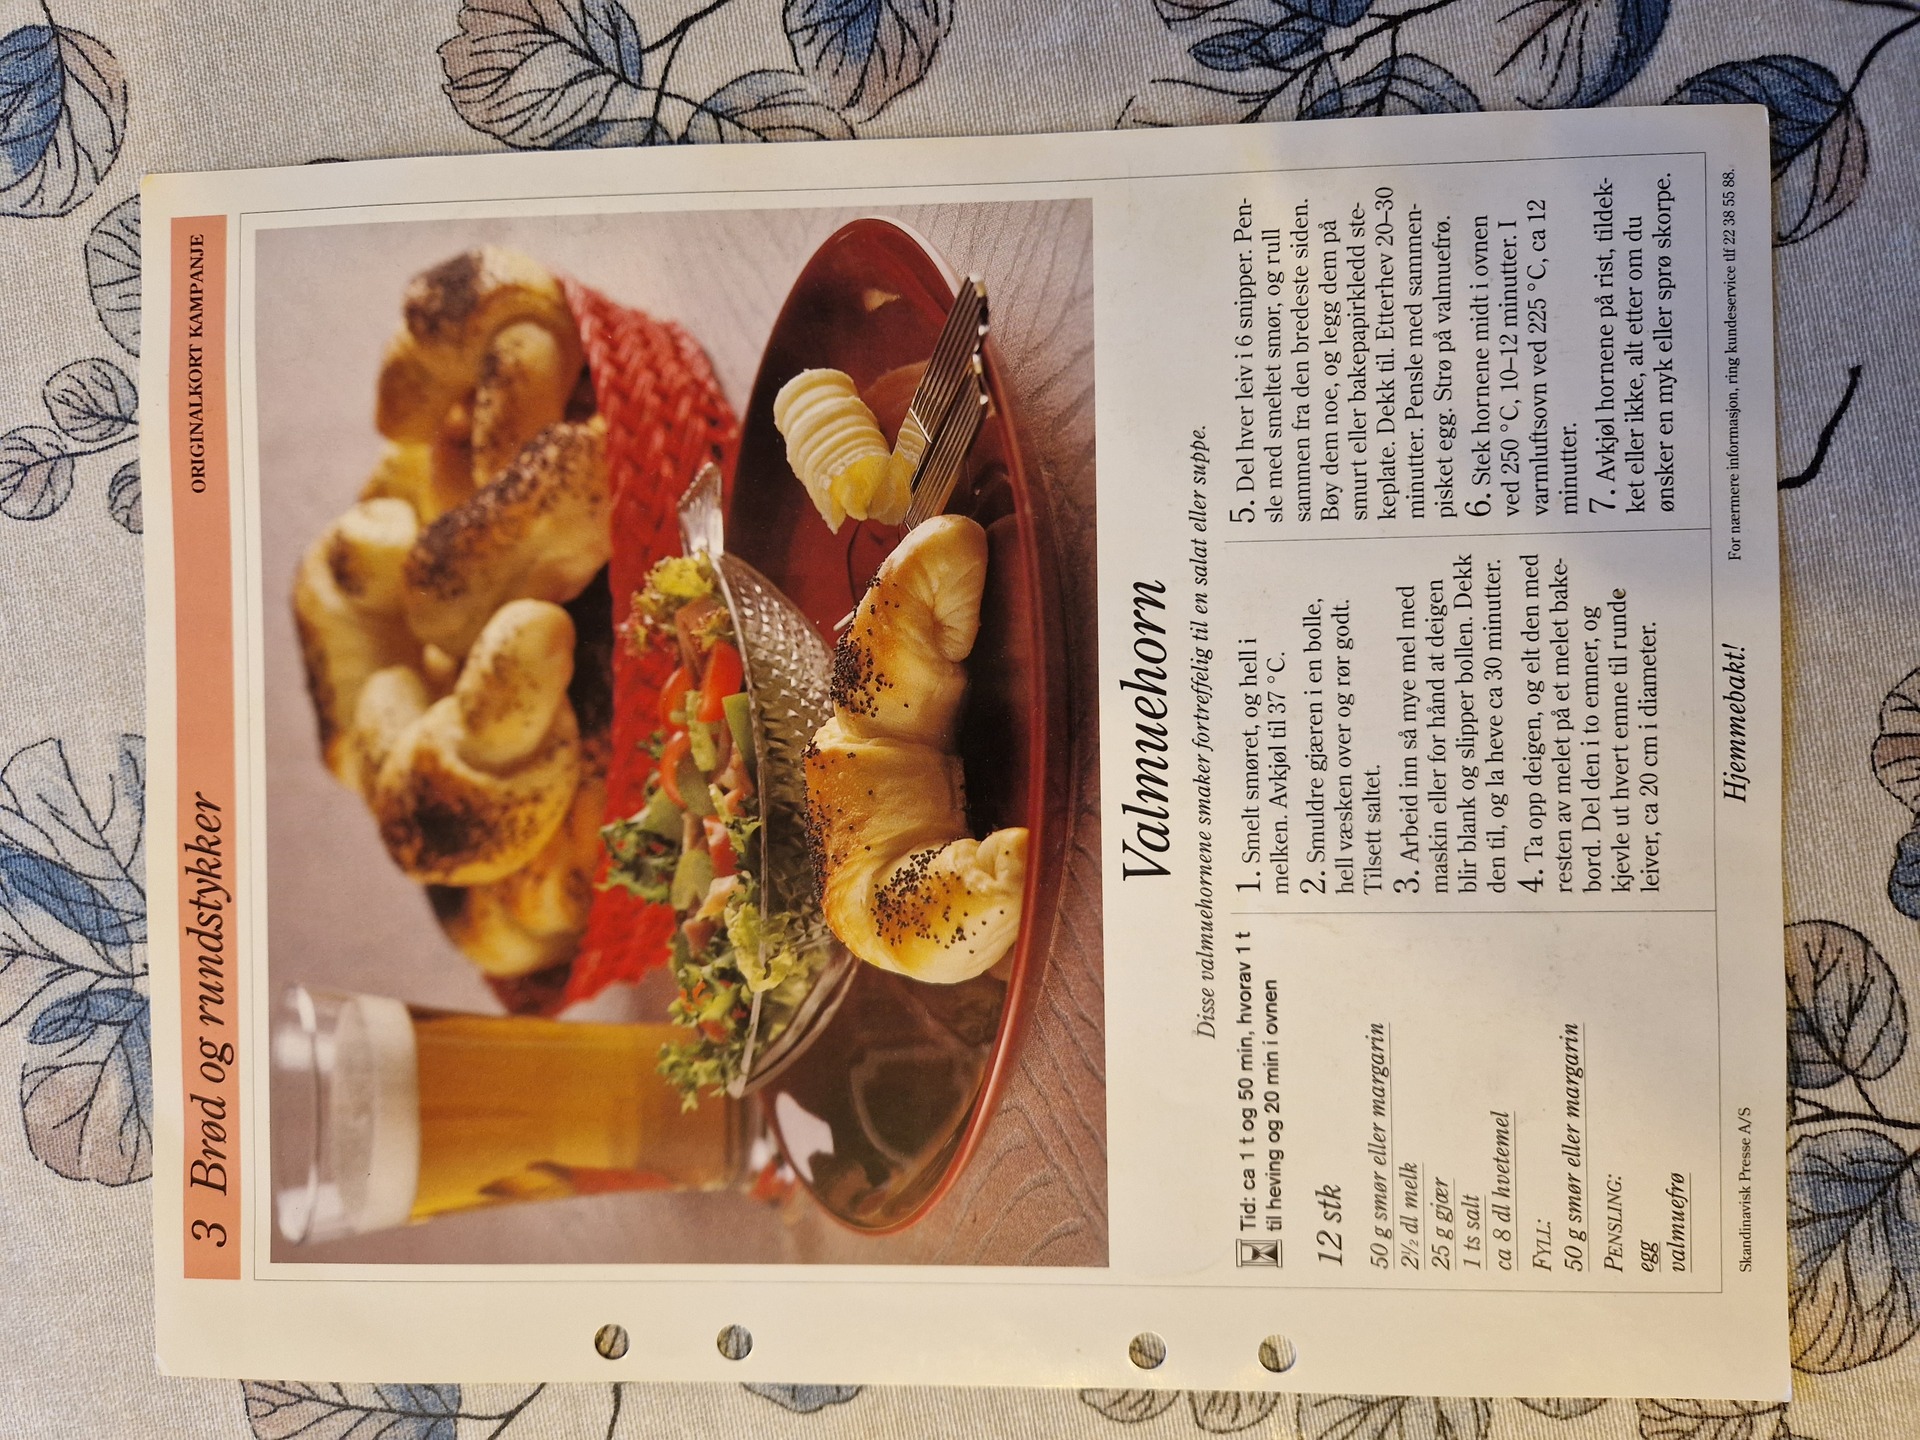 3 Brød og rundstykker
ORIGINALKORT KAMPANJE
Valmuehorn
Disse valmuehornene smaker fortreffelig til en salat eller suppe.
Tid: ca 1 t og 50 min, hvorav 1 t
til heving og 20 min i ovnen
12 stk
50 g smør eller margarin
2½ dl melk
25 g gjær
1 ts salt
ca 8 dl hvetemel
FYLL:
50 g smør eller margarin
PENSLING:
egg
valmuefrø
1. Smelt smøret, og hell i
melken. Avkjøl til 37 °C.
2. Smuldre gjæren i en bolle,
hell væsken over og rør godt.
Tilsett saltet.
3. Arbeid inn så mye mel med
maskin eller for hånd at deigen
blir blank og slipper bollen. Dekk
den til, og la heve ca 30 minutter.
4. Ta opp deigen, og elt den med
resten av melet på et melet bake-
bord. Del den i to emner, og
kjevle ut hvert emne til runde
leiver, ca 20 cm i diameter.
5. Del hver leiv i 6 snipper. Pen-
sle med smeltet smør, og rull
sammen fra den bredeste siden.
Bøy dem noe, og legg dem på
smurt eller bakepapirkledd ste-
keplate. Dekk til. Etterhev 20–30
minutter. Pensle med sammen-
pisket egg. Strø på valmuefrø.
6. Stek hornene midt i ovnen
ved 250 °C, 10–12 minutter. I
varmluftsovn ved 225 °C, ca 12
minutter.
7. Avkjøl hornene på rist, tildek-
ket eller ikke, alt etter om du
ønsker en myk eller sprø skorpe.
Skandinavisk Presse A/S
Hjemmebakt!
For nærmere informasjon, ring kundeservice tlf 22 38 55 88.